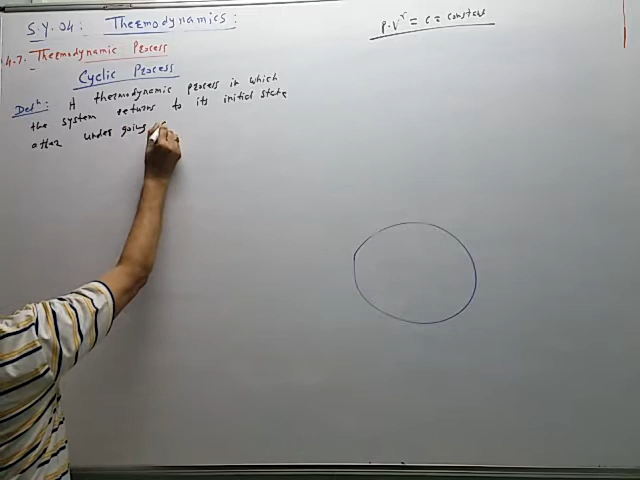 S.Y. 04: Thermodynamics:
P.V^γ = c = constant
4.7. Thermodynamic Process
Cyclic Process
Defⁿ: A thermodynamic process in which
the system returns to its initial state
after undergoing